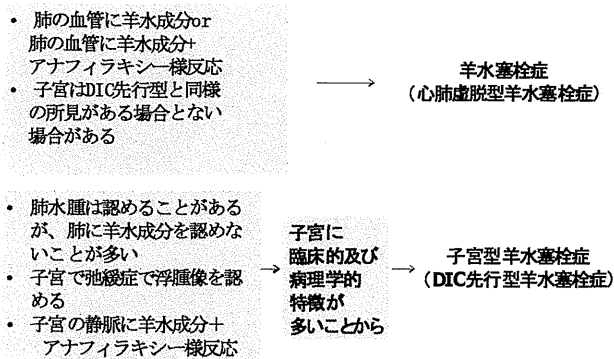 ・ 肺の血管に羊水成分or
肺の血管に羊水成分+
アナフィラキシー様反応
・ 子宮はDIC先行型と同様
の所見がある場合とない
場合がある
→
羊水塞栓症
(心肺虚脱型羊水塞栓症)
・ 肺水腫は認めることがある
が、肺に羊水成分を認めな
いことが多い
・ 子宮で弛緩症で浮腫像を認
める
・ 子宮の静脈に羊水成分+
アナフィラキシー様反応
→
子宮に
臨床的及び
病理学的
特徴が
多いことから
→
子宮型羊水塞栓症
(DIC先行型羊水塞栓症)